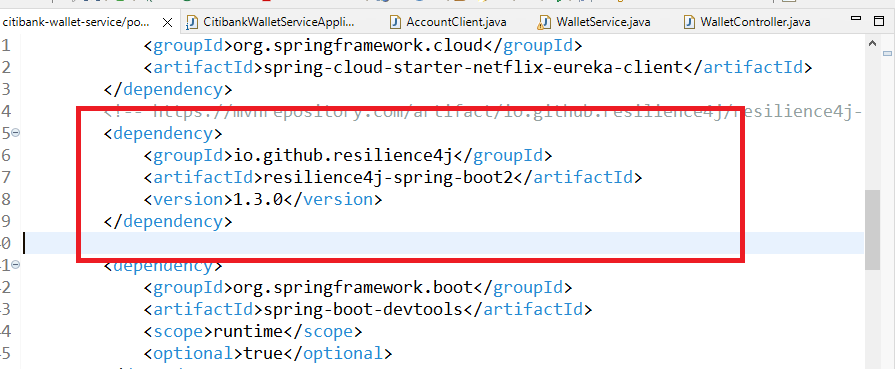 citibank-wallet-service/po...
CitibankWalletServiceAppli...
AccountClient.java
WalletService.java
WalletController.java
1 <groupId>org.springframework.cloud</groupId>
2 <artifactId>spring-cloud-starter-netflix-eureka-client</artifactId>
3 </dependency>
4 <!-- https://mvnrepository.com/artifact/io.github.resilience4j/resilience4j-
5 <dependency>
6 <groupId>io.github.resilience4j</groupId>
7 <artifactId>resilience4j-spring-boot2</artifactId>
8 <version>1.3.0</version>
9 </dependency>
0
1 <dependency>
2 <groupId>org.springframework.boot</groupId>
3 <artifactId>spring-boot-devtools</artifactId>
4 <scope>runtime</scope>
5 <optional>true</optional>